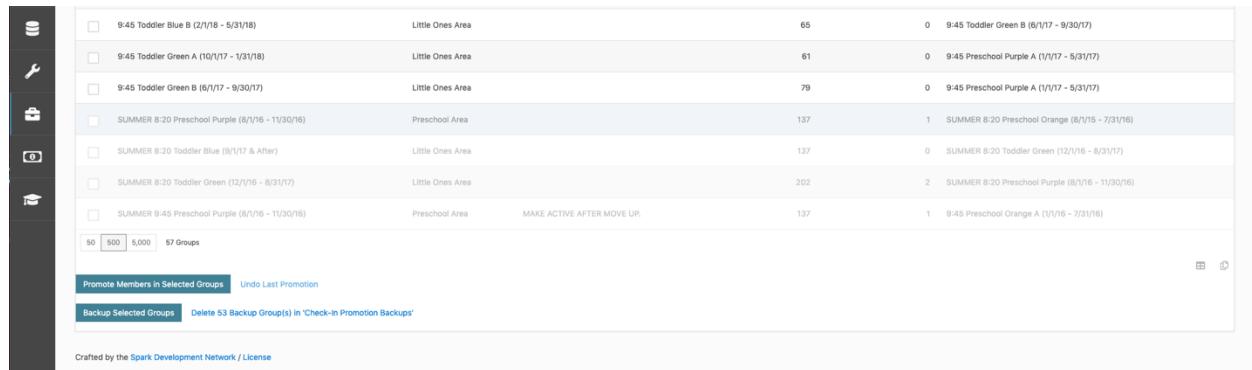 9:45 Toddler Blue B (2/1/18 - 5/31/18) Little Ones Area 65 0 9:45 Toddler Green B (6/1/17 - 9/30/17)
9:45 Toddler Green A (10/1/17 - 1/31/18) Little Ones Area 61 0 9:45 Preschool Purple A (1/1/17 - 5/31/17)
9:45 Toddler Green B (6/1/17 - 9/30/17) Little Ones Area 79 0 9:45 Preschool Purple A (1/1/17 - 5/31/17)
SUMMER 8:20 Preschool Purple (8/1/16 - 11/30/16) Preschool Area 137 1 SUMMER 8:20 Preschool Orange (8/1/15 - 7/31/16)
SUMMER 8:20 Toddler Blue (9/1/17 & After) Little Ones Area 137 0 SUMMER 8:20 Toddler Green (12/1/16 - 8/31/17)
SUMMER 8:20 Toddler Green (12/1/16 - 8/31/17) Little Ones Area 202 2 SUMMER 8:20 Preschool Purple (8/1/16 - 11/30/16)
SUMMER 9:45 Preschool Purple (8/1/16 - 11/30/16) Preschool Area MAKE ACTIVE AFTER MOVE UP. 137 1 9:45 Preschool Orange A (1/1/16 - 7/31/16)
50 500 5,000 57 Groups
Promote Members in Selected Groups Undo Last Promotion
Backup Selected Groups Delete 53 Backup Group(s) in 'Check-In Promotion Backups'
Crafted by the Spark Development Network / License